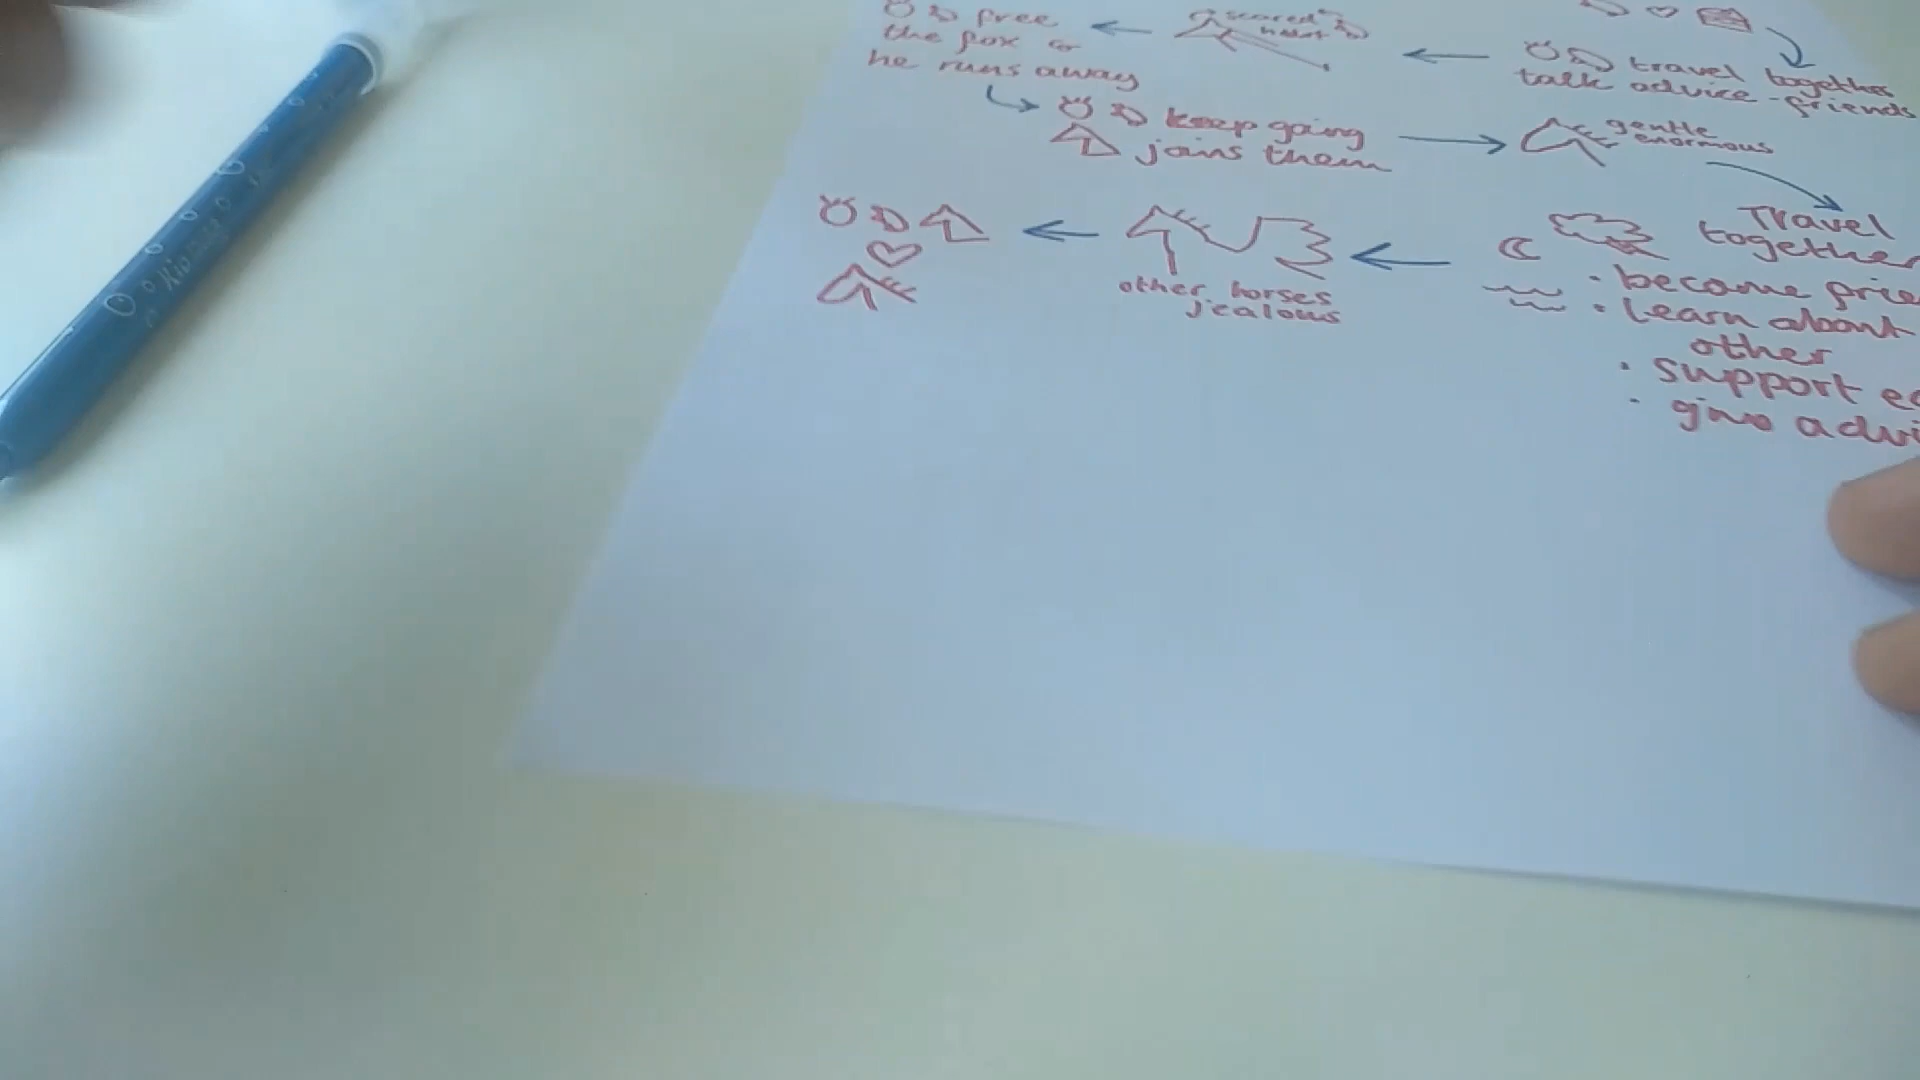 free
the fox &
he runs away
scared
travel together
talk advice - friends
keep going
joins them
gentle
enormous
Travel
together
• become
• learn about
other
• support
• give
other horses
jealous